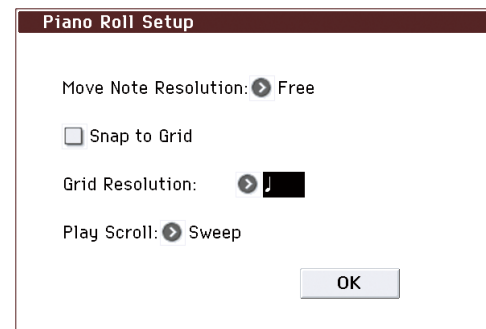 Piano Roll Setup
Move Note Resolution: Free
Snap to Grid
Grid Resolution: ♩
Play Scroll: Sweep
OK